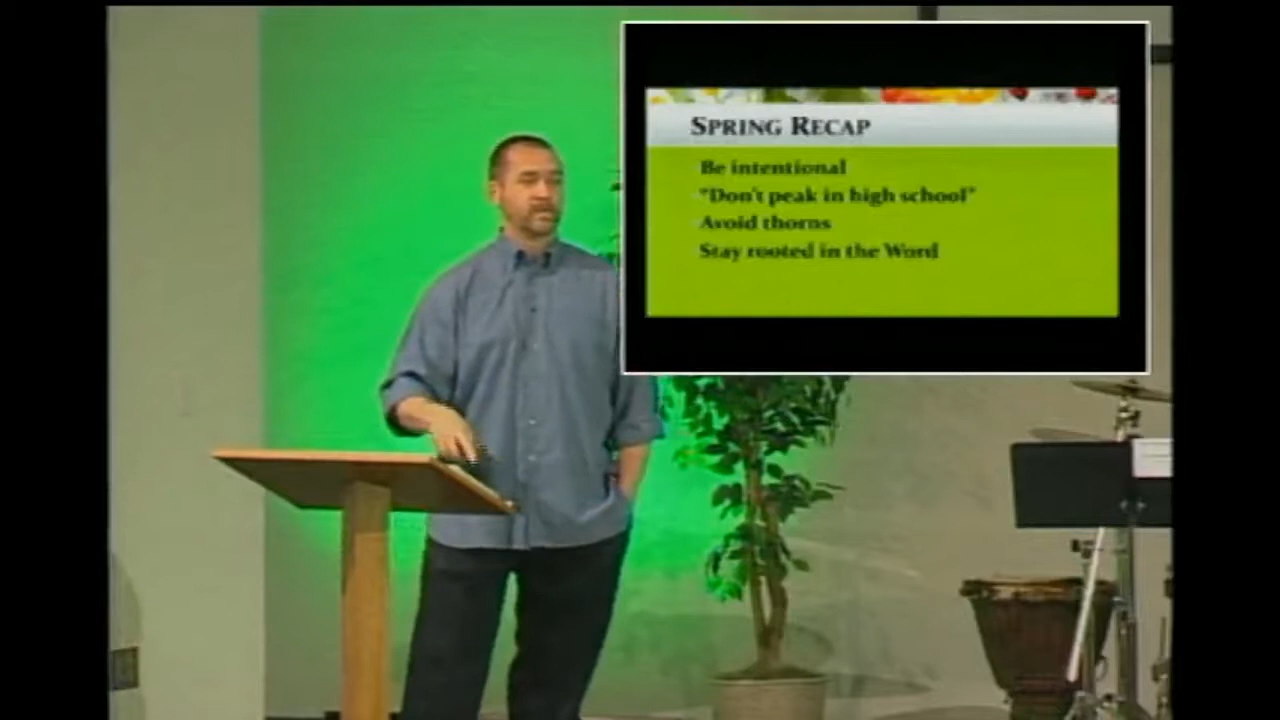 SPRING RECAP
Be intentional
"Don't peak in high school"
Avoid thorns
Stay rooted in the Word